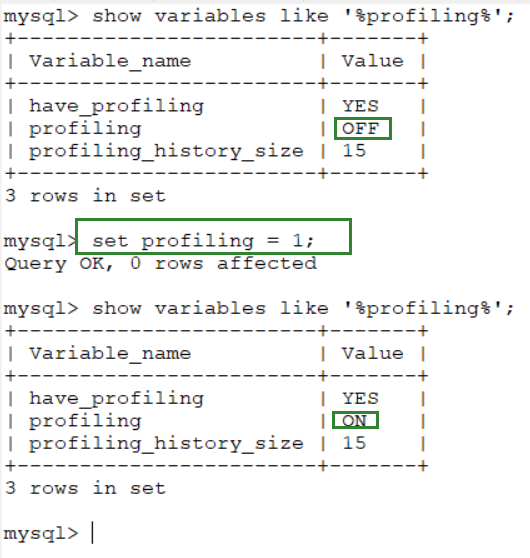 mysql> show variables like '%profiling%';
+------------------------+-------+
| Variable_name          | Value |
+------------------------+-------+
| have_profiling         | YES   |
| profiling              | OFF   |
| profiling_history_size | 15    |
+------------------------+-------+
3 rows in set
mysql> set profiling = 1;
Query OK, 0 rows affected
mysql> show variables like '%profiling%';
+------------------------+-------+
| Variable_name          | Value |
+------------------------+-------+
| have_profiling         | YES   |
| profiling              | ON    |
| profiling_history_size | 15    |
+------------------------+-------+
3 rows in set
mysql>